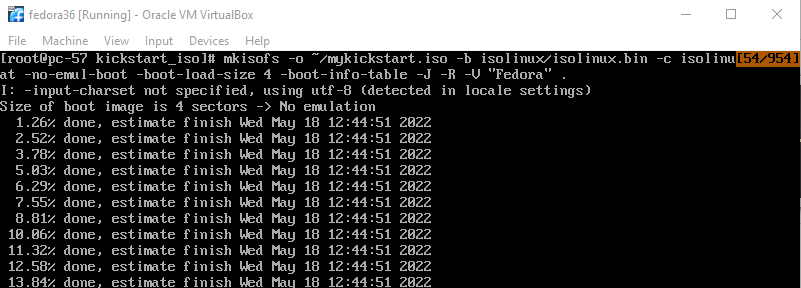 fedora36 [Running] - Oracle VM VirtualBox
File Machine View Input Devices Help
[root@pc-57 kickstart_iso]# mkisofs -o ~/mykickstart.iso -b isolinux/isolinux.bin -c isolinu[54/954]
at -no-emul-boot -boot-load-size 4 -boot-info-table -J -R -V "Fedora" .
I: -input-charset not specified, using utf-8 (detected in locale settings)
Size of boot image is 4 sectors -> No emulation
1.26% done, estimate finish Wed May 18 12:44:51 2022
2.52% done, estimate finish Wed May 18 12:44:51 2022
3.78% done, estimate finish Wed May 18 12:44:51 2022
5.03% done, estimate finish Wed May 18 12:44:51 2022
6.29% done, estimate finish Wed May 18 12:44:51 2022
7.55% done, estimate finish Wed May 18 12:44:51 2022
8.81% done, estimate finish Wed May 18 12:44:51 2022
10.06% done, estimate finish Wed May 18 12:44:51 2022
11.32% done, estimate finish Wed May 18 12:44:51 2022
12.58% done, estimate finish Wed May 18 12:44:51 2022
13.84% done, estimate finish Wed May 18 12:44:51 2022